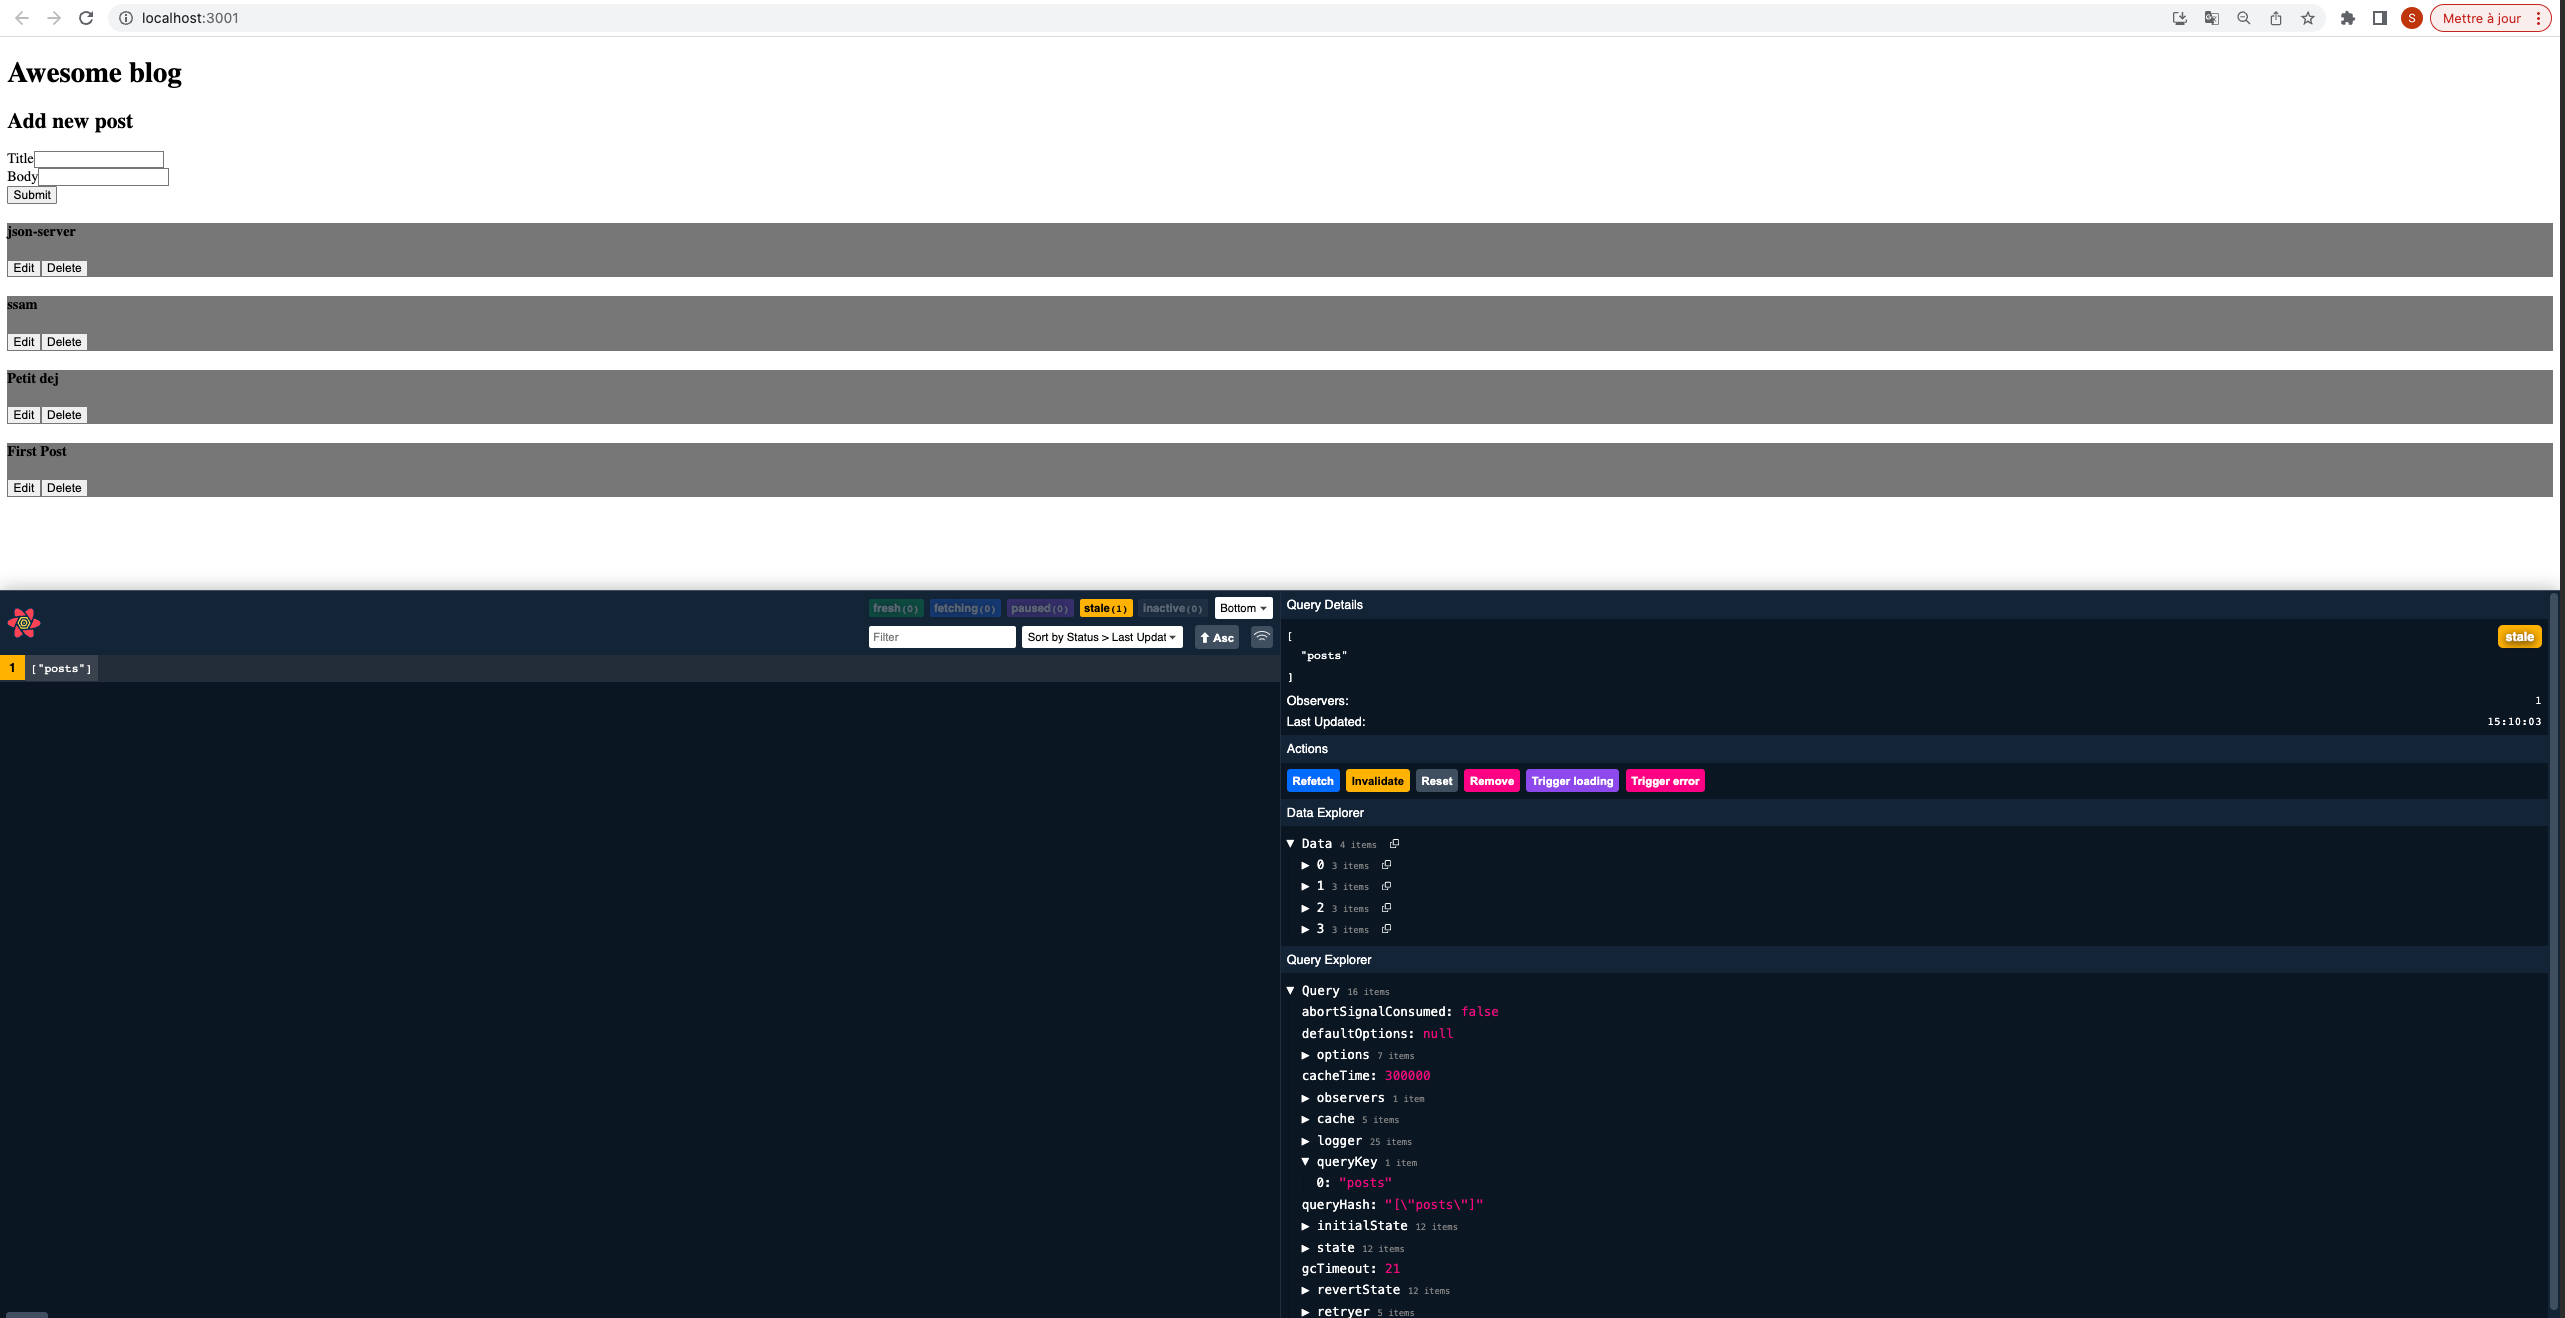 localhost:3001
S
Mettre à jour
Awesome blog
Add new post
Title
Body
Submit
json-server
Edit Delete
ssam
Edit Delete
Petit dej
Edit Delete
First Post
Edit Delete
fresh (0) fetching (0) paused (0) stale (1) inactive (0) Bottom
Filter Sort by Status > Last Updat Asc
1 ["posts"]
Query Details
[
"posts"
]
stale
Observers: 1
Last Updated: 15:10:03
Actions
Refetch Invalidate Reset Remove Trigger loading Trigger error
Data Explorer
Data 4 items
0 3 items
1 3 items
2 3 items
3 3 items
Query Explorer
Query 16 items
abortSignalConsumed: false
defaultOptions: null
options 7 items
cacheTime: 300000
observers 1 item
cache 5 items
logger 25 items
queryKey 1 item
0: "posts"
queryHash: "[\"posts\"]"
initialState 12 items
state 12 items
gcTimeout: 21
revertState 12 items
retryer 5 items